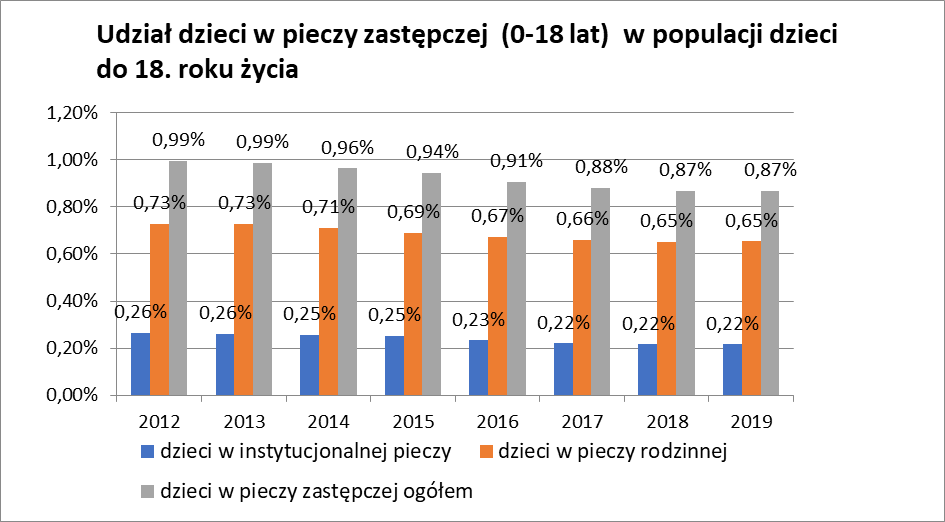 Udział dzieci w pieczy zastępczej  (0-18 lat)  w populacji dzieci
do 18. roku życia
1,20%
1,00%
0,80%
0,60%
0,40%
0,20%
0,00%
0,99% 0,99% 0,96% 0,94% 0,91% 0,88% 0,87% 0,87%
0,73% 0,73% 0,71% 0,69% 0,67% 0,66% 0,65% 0,65%
0,26% 0,26% 0,25% 0,25% 0,23% 0,22% 0,22% 0,22%
2012 2013 2014 2015 2016 2017 2018 2019
dzieci w instytucjonalnej pieczy
dzieci w pieczy rodzinnej
dzieci w pieczy zastępczej ogółem